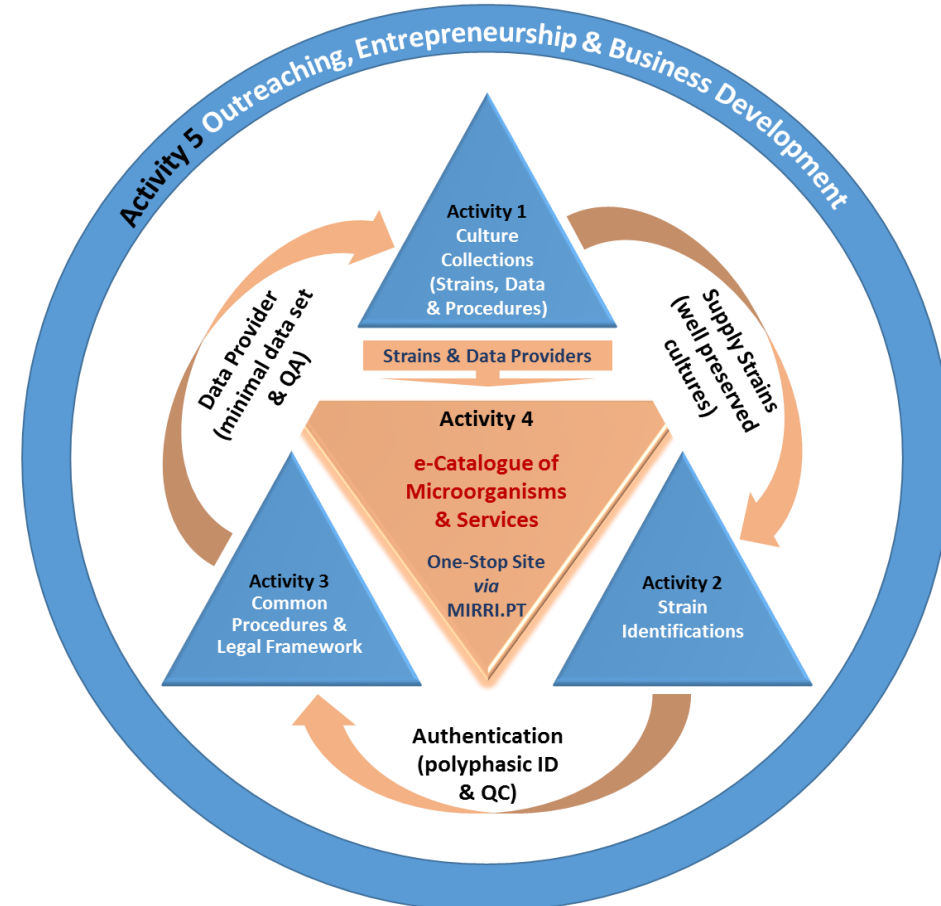 Activity 5 Outreaching, Entrepreneurship & Business Development
Activity 1
Culture
Collections
(Strains, Data
& Procedures)
Data Provider
(minimal data set
& QA)
Supply Strains
(well preserved
cultures)
Strains & Data Providers
Activity 4
e-Catalogue of
Microorganisms
& Services
One-Stop Site
via
MIRRI.PT
Activity 3
Common
Procedures &
Legal Framework
Activity 2
Strain
Identifications
Authentication
(polyphasic ID
& QC)